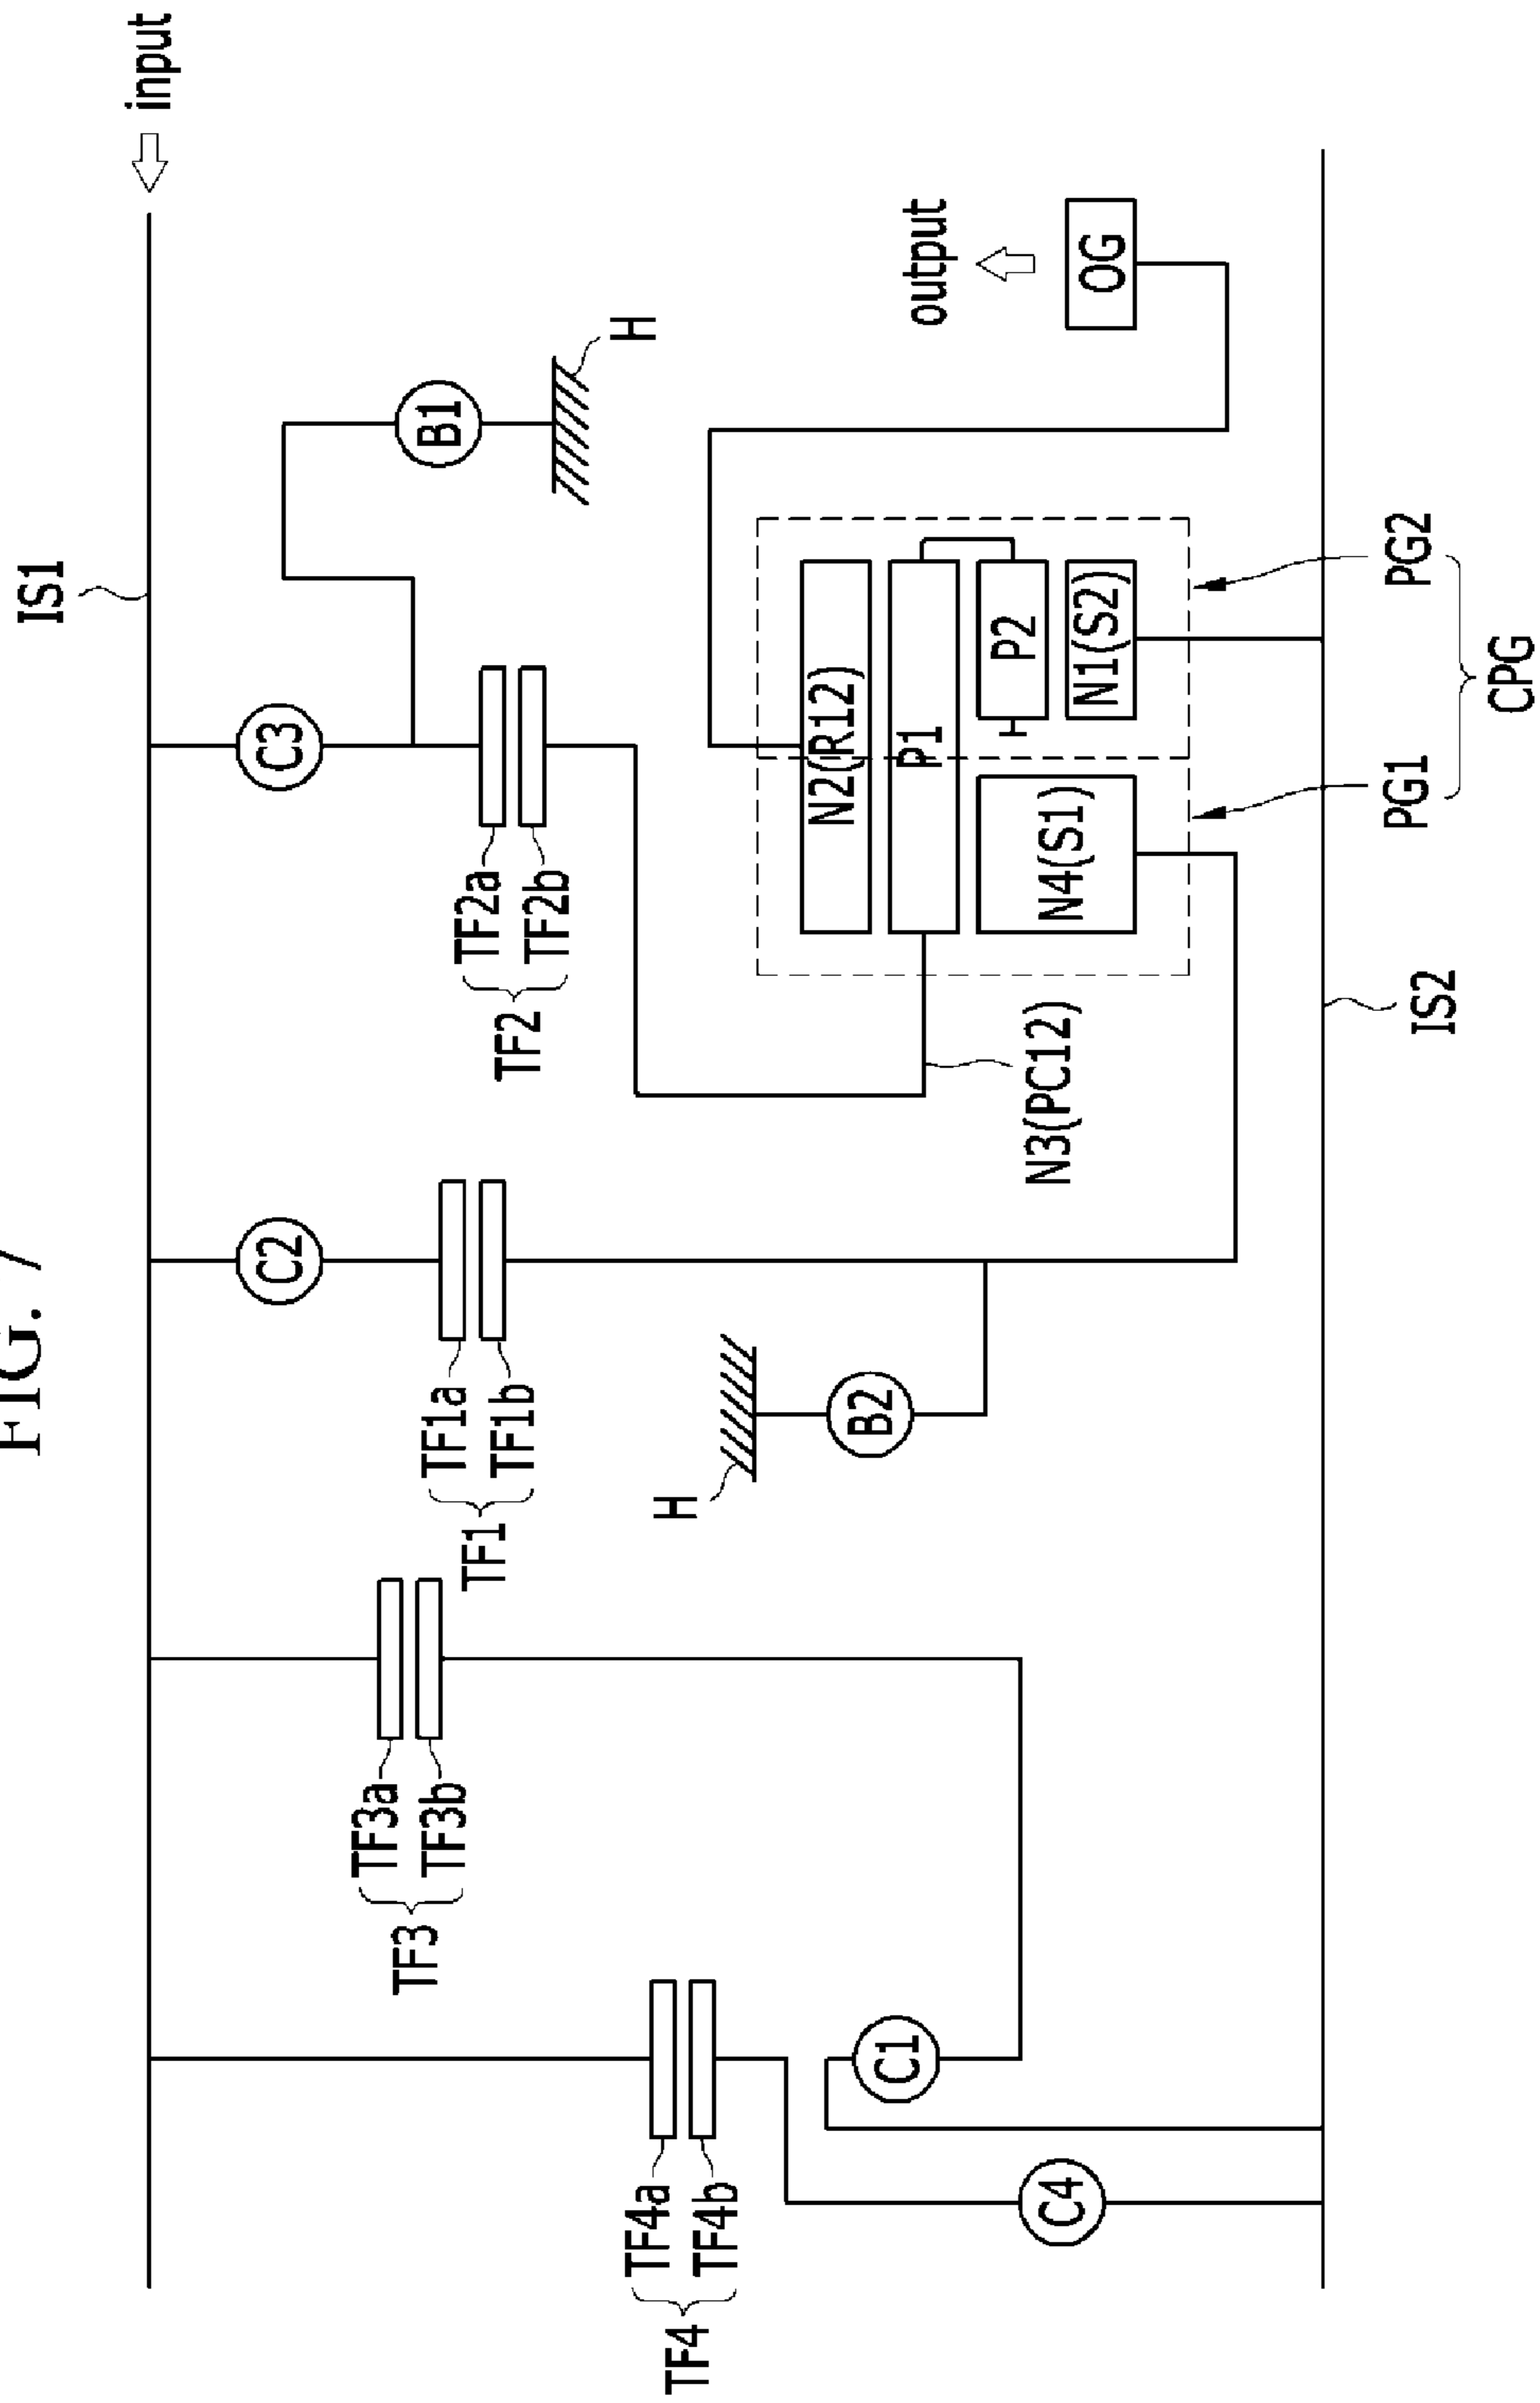 FIG. 7
IS1
input
C2
C3
B1
H
TF4a
TF4b
TF4
TF3a
TF3b
TF3
TF1a
TF1b
TF1
TF2a
TF2b
TF2
H
B2
output
OG
N2(R12)
P1
P2
N4(S1)
N1(S2)
N3(PC12)
C1
C4
IS2
PG1
PG2
CPG